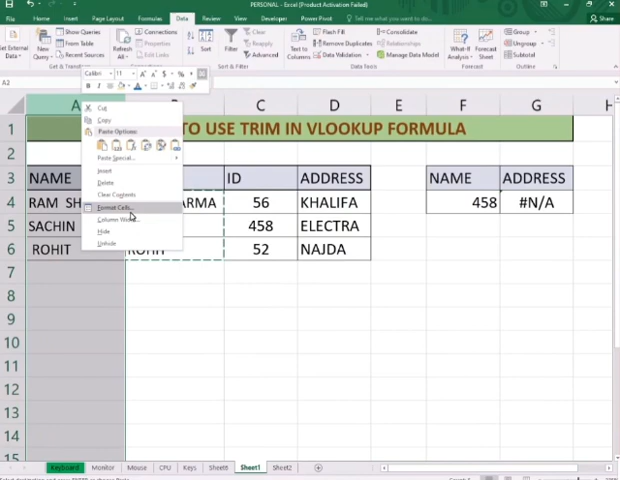 PERSONAL - Excel (Product Activation Failed)
File Home Insert Page Layout Formulas Data Review View Developer Power Pivot Tell me what you want to do... Share
Get External Data
New Query
Show Queries
From Table
Recent Sources
Refresh All
Connections
Properties
Sort
Filter
Clear
Reapply
Advanced
Text to Columns
Flash Fill
Remove Duplicates
Data Validation
Consolidate
Relationships
Manage Data Model
What-If Analysis
Forecast Sheet
Group
Ungroup
Subtotal
Sort & Filter
Data Tools
Forecast
Outline
Calibri 11
A2
Cut
Copy
Paste Options:
Paste Special...
Insert
Delete
Clear Contents
Format Cells...
Column Width...
Hide
Unhide
A C D E F G H
1 TO USE TRIM IN VLOOKUP FORMULA
2
3 NAME ID ADDRESS NAME ADDRESS
4 RAM SH ARMA 56 KHALIFA 458 #N/A
5 SACHIN 458 ELECTRA
6 ROHIT ROHIT 52 NAJDA
7
8
9
10
11
12
13
14
15
Keyboard Monitor Mouse CPU Keys Sheet6 Sheet1 Sheet2